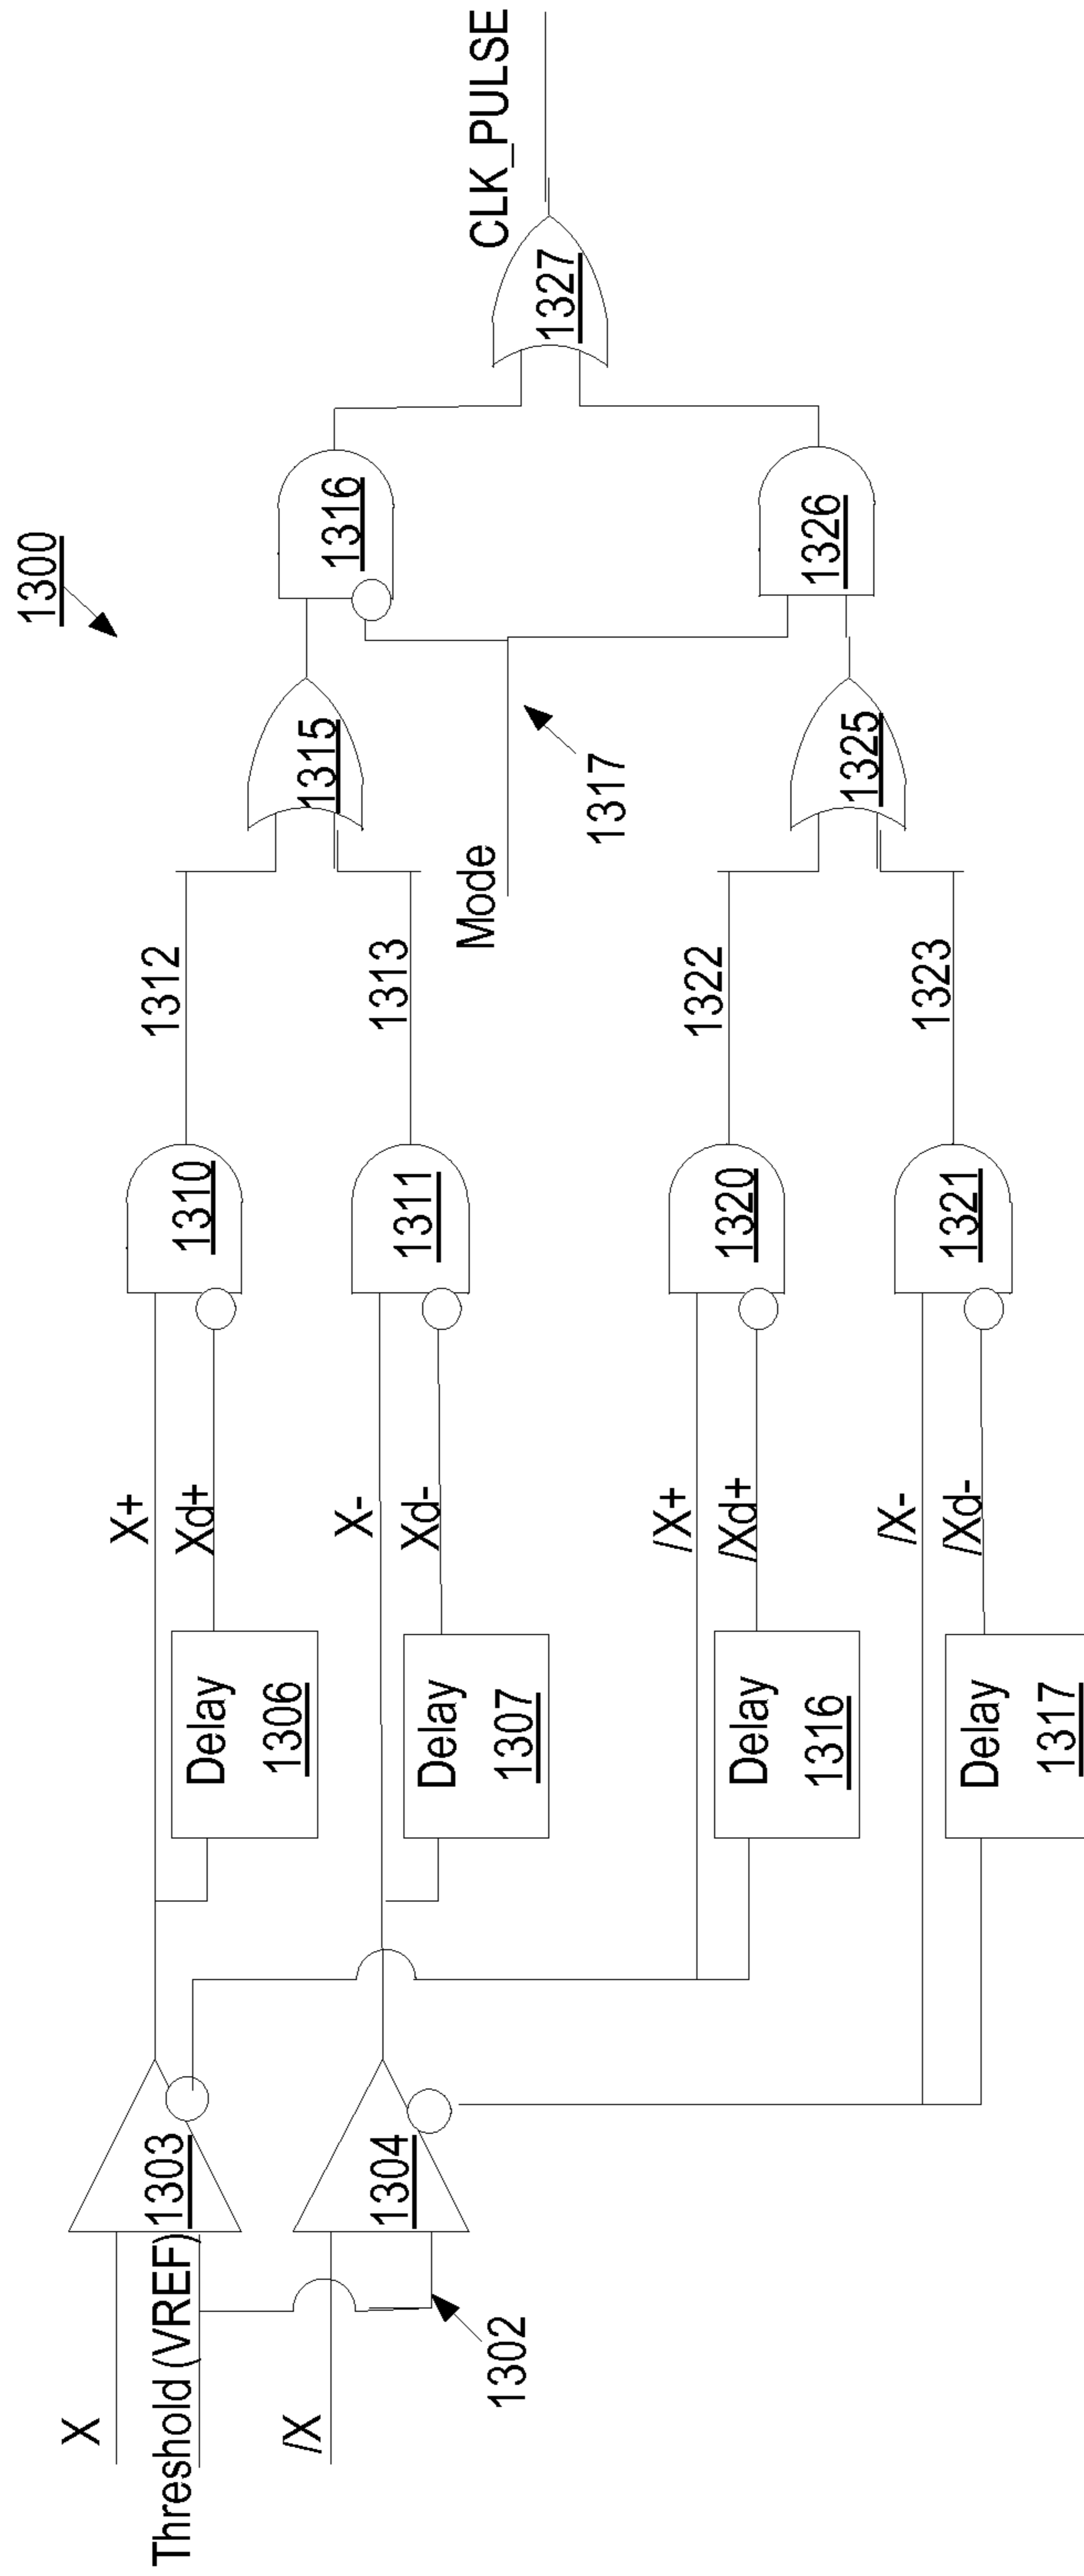 1300
X
Threshold (VREF)
/X
1302
1303
1304
X+
Xd+
Delay
1306
X-
Xd-
Delay
1307
/X+
/Xd+
Delay
1316
/X-
/Xd-
Delay
1317
1310
1311
1320
1321
1312
1313
1322
1323
1315
1325
Mode
1317
1316
1326
1327
CLK_PULSE